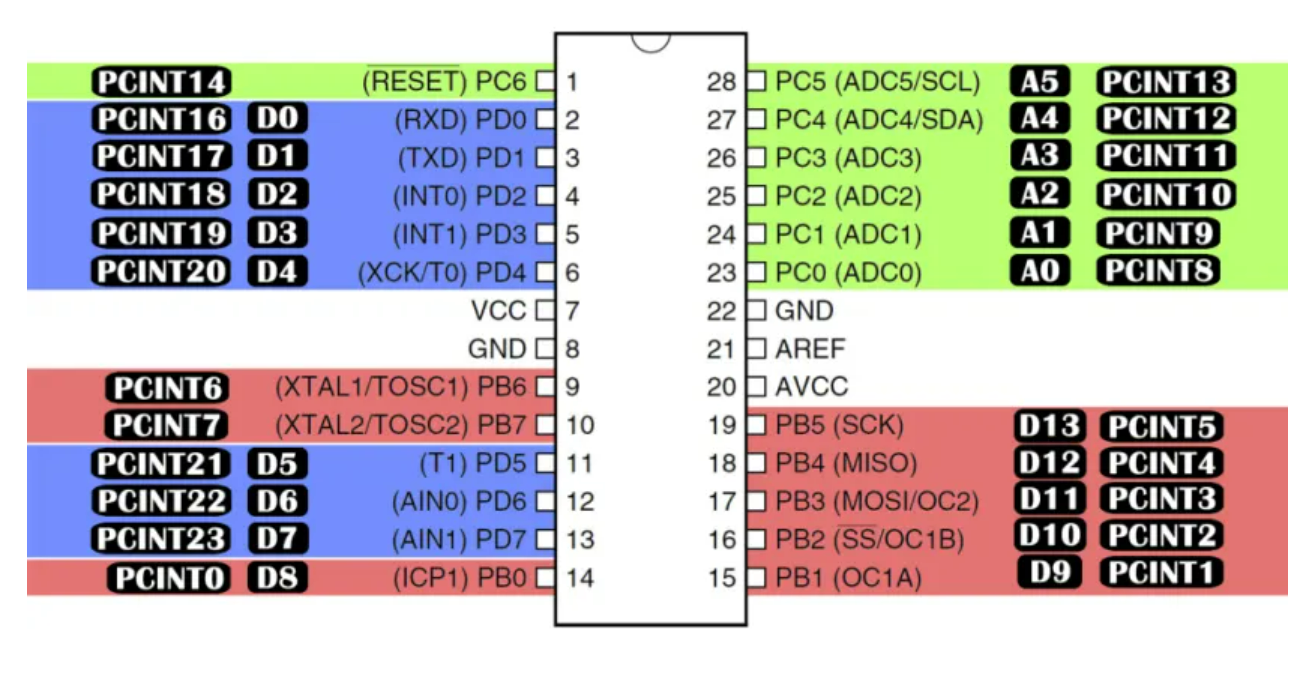 PCINT14 (RESET) PC6 1 28 PC5 (ADC5/SCL) A5 PCINT13
PCINT16 D0 (RXD) PD0 2 27 PC4 (ADC4/SDA) A4 PCINT12
PCINT17 D1 (TXD) PD1 3 26 PC3 (ADC3) A3 PCINT11
PCINT18 D2 (INT0) PD2 4 25 PC2 (ADC2) A2 PCINT10
PCINT19 D3 (INT1) PD3 5 24 PC1 (ADC1) A1 PCINT9
PCINT20 D4 (XCK/T0) PD4 6 23 PC0 (ADC0) A0 PCINT8
VCC 7 22 GND
GND 8 21 AREF
PCINT6 (XTAL1/TOSC1) PB6 9 20 AVCC
PCINT7 (XTAL2/TOSC2) PB7 10 19 PB5 (SCK) D13 PCINT5
PCINT21 D5 (T1) PD5 11 18 PB4 (MISO) D12 PCINT4
PCINT22 D6 (AIN0) PD6 12 17 PB3 (MOSI/OC2) D11 PCINT3
PCINT23 D7 (AIN1) PD7 13 16 PB2 (SS/OC1B) D10 PCINT2
PCINT0 D8 (ICP1) PB0 14 15 PB1 (OC1A) D9 PCINT1